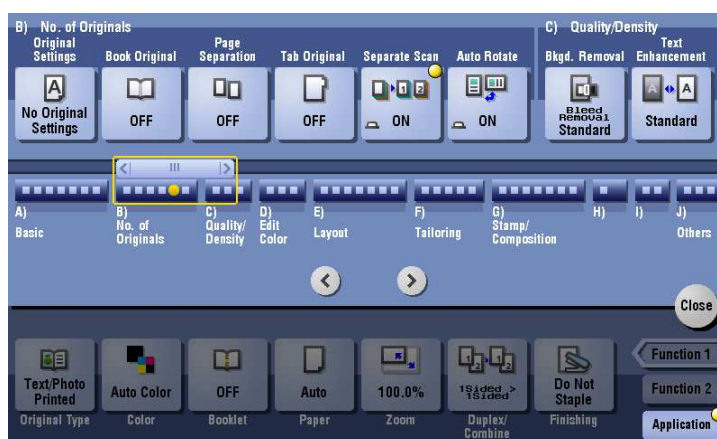 B) No. of Originals
C) Quality/Density
Original Settings
Book Original
Page Separation
Tab Original
Separate Scan
Auto Rotate
Bkgd. Removal
Text Enhancement
No Original Settings
OFF
OFF
OFF
ON
ON
Bleed Removal Standard
Standard
A) Basic
B) No. of Originals
C) Quality/Density
D) Edit Color
E) Layout
F) Tailoring
G) Stamp/Composition
H)
I)
J) Others
Close
Text/Photo Printed
Auto Color
OFF
Auto
100.0%
1Sided > 1Sided
Do Not Staple
Original Type
Color
Booklet
Paper
Zoom
Duplex/Combine
Finishing
Function 1
Function 2
Application